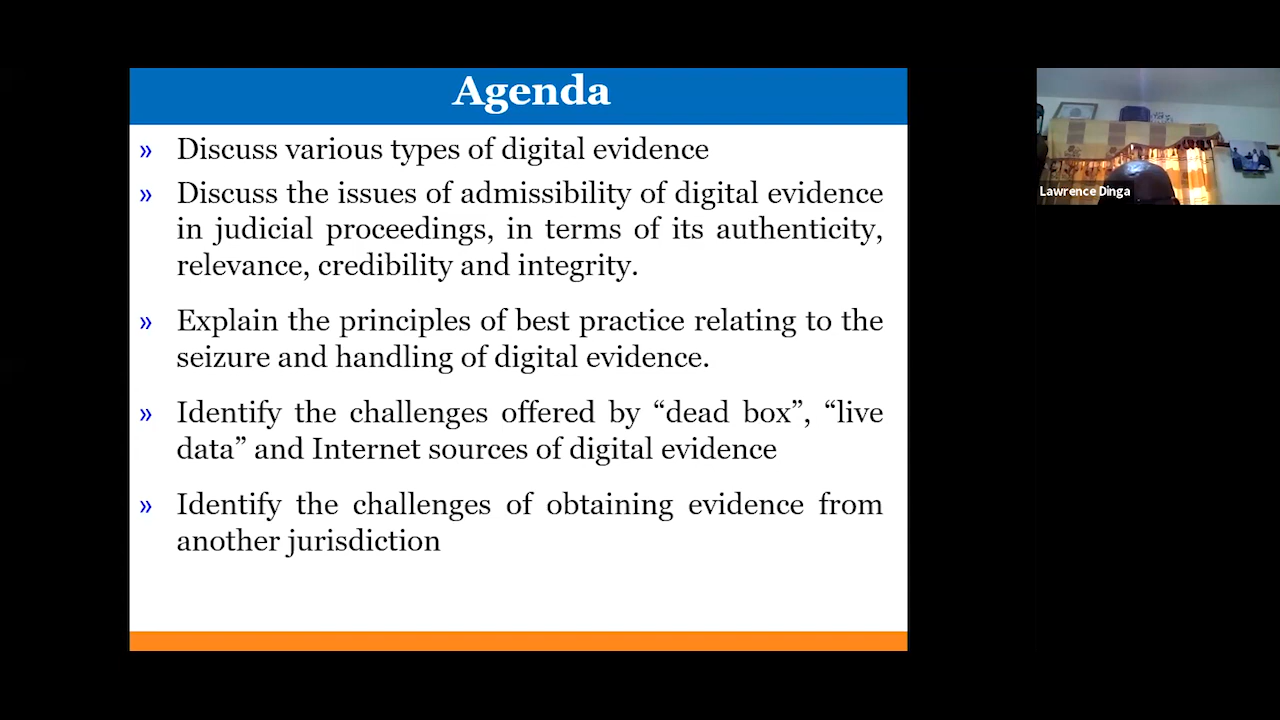 Agenda
» Discuss various types of digital evidence
» Discuss the issues of admissibility of digital evidence
in judicial proceedings, in terms of its authenticity,
relevance, credibility and integrity.
» Explain the principles of best practice relating to the
seizure and handling of digital evidence.
» Identify the challenges offered by “dead box”, “live
data” and Internet sources of digital evidence
» Identify the challenges of obtaining evidence from
another jurisdiction
Lawrence Dinga